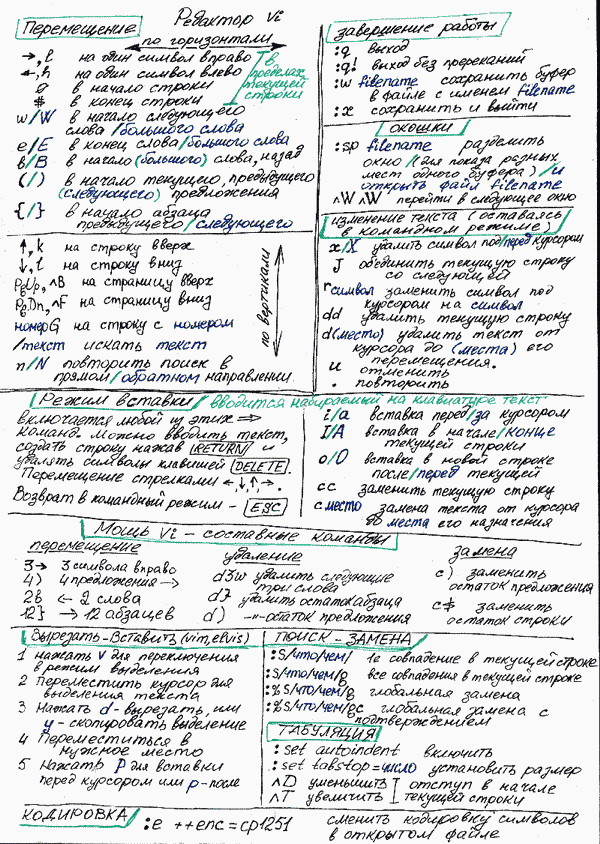 Редактор Vi
Перемещение
по горизонтали
→, l на один символ вправо
←, h на один символ влево
0 в начало строки
# в конец строки
в пределах
текущей
строки
w/W в начало следующего
слова/большого слова
e/E в конец слова/большого слова
b/B в начало (большого) слова, назад
(/) в начало текущего, предыдущего
(следующего) предложения
{/} в начало абзаца
предыдущего/следующего
↑, k на строку вверх
↓, l на строку вниз
PgUp, ^B на страницу вверх
PgDn, ^F на страницу вниз
номерG на строку с номером
/текст искать текст
n/N повторить поиск в
прямом/обратном направлении
по вертикали
завершение работы
:q выход
:q! выход без пререканий
:w filename сохранить буфер
в файле с именем filename
:x сохранить и выйти
окошки
:sp filename разделить
окно/(для показа разных
мест одного буфера)/и
открыть файл filename
^W^W перейти в следующее окно
изменение текста (оставаясь
в командном режиме)
x/X удалить символ под/перед курсором
J объединить текущую строку
со следующей
rсимвол заменить символ под
курсором на символ
dd удалить текущую строку
d(место) удалить текст от
курсора до (места) его
перемещения.
u отменить
. повторить
Режим вставки/вводится набираемый на клавиатуре текст
включается любой из этих ⇒
команд. Можно вводить текст,
создать строку нажав RETURN и
удалять символы клавишей DELETE.
Перемещение стрелками ←↓↑→.
Возврат в командный режим - ESC
i/a вставка перед/за курсором
I/A вставка в начале/конце
текущей строки
o/O вставка в новой строке
после/перед текущей
cc заменить текущую строку
cместо замена текста от курсора
до места его назначения
Мощь Vi - составные команды
перемещение
3→ 3 символа вправо
4) 4 предложения →
2b ← 2 слова
12} → 12 абзацев
удаление
d3w удалить следующие
три слова
d} удалить остаток абзаца
d) -"- остаток предложения
замена
c) заменить
остаток предложения
c# заменить
остаток строки
Вырезать-Вставить (vim, elvis)
1 нажать v для переключения
в режим выделения
2 Переместить курсор для
выделения текста
3 Нажать d - вырезать, или
y - скопировать выделение
4 Переместиться в
нужное место
5 Нажать P для вставки
перед курсором или p - после
ПОИСК - ЗАМЕНА
:s/что/чем/ 1е совпадение в текущей строке
:s/что/чем/g все совпадения в текущей строке
:%s/что/чем/g глобальная замена
:%s/что/чем/gc глобальная замена с
подтверждением
ТАБУЛЯЦИЯ
:set autoindent включить
:set tabstop=число установить размер
^D уменьшить отступ в начале
^T увеличить текущей строки
КОДИРОВКА
:e ++enc=cp1251 сменить кодировку символов
в открытом файле